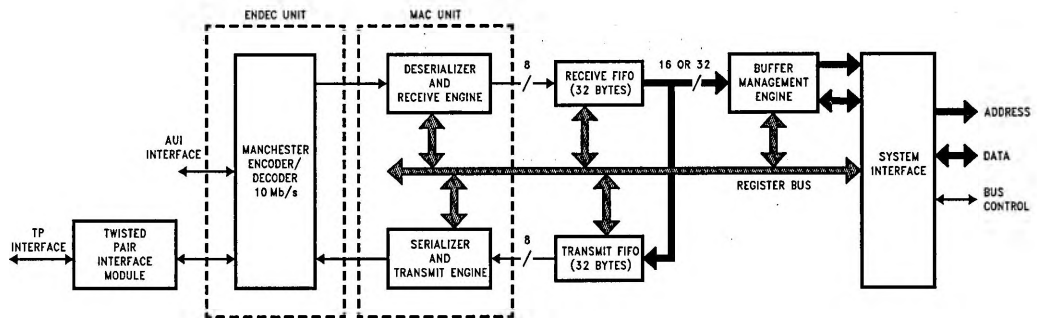 ENDEC UNIT
MAC UNIT
DESERIALIZER
AND
RECEIVE ENGINE
8
RECEIVE FIFO
(32 BYTES)
16 OR 32
BUFFER
MANAGEMENT
ENGINE
ADDRESS
AUI
INTERFACE
MANCHESTER
ENCODER/
DECODER
10 Mb/s
REGISTER BUS
SYSTEM
INTERFACE
DATA
BUS
CONTROL
TP
INTERFACE
TWISTED
PAIR
INTERFACE
MODULE
SERIALIZER
AND
TRANSMIT ENGINE
8
TRANSMIT FIFO
(32 BYTES)